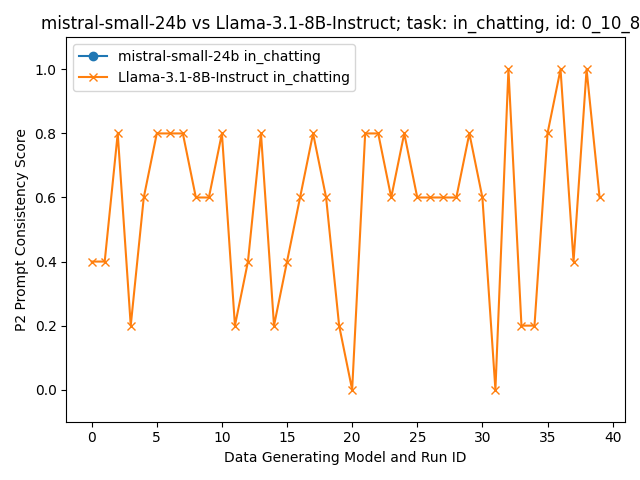 mistral-small-24b vs Llama-3.1-8B-Instruct; task: in_chatting, id: 0_10_8
mistral-small-24b in_chatting
Llama-3.1-8B-Instruct in_chatting
P2 Prompt Consistency Score
1.0
0.8
0.6
0.4
0.2
0.0
0 5 10 15 20 25 30 35 40
Data Generating Model and Run ID